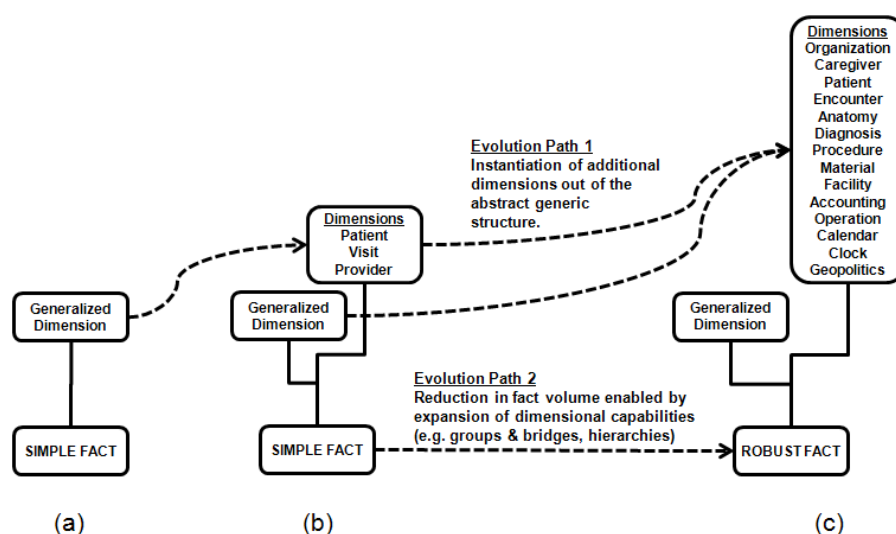 Dimensions
Organization
Caregiver
Patient
Encounter
Anatomy
Diagnosis
Procedure
Material
Facility
Accounting
Operation
Calendar
Clock
Geopolitics
Evolution Path 1
Instantiation of additional
dimensions out of the
abstract generic
structure.
Dimensions
Patient
Visit
Provider
Generalized
Dimension
Generalized
Dimension
Generalized
Dimension
Evolution Path 2
Reduction in fact volume enabled by
expansion of dimensional capabilities
(e.g. groups & bridges, hierarchies)
SIMPLE FACT
SIMPLE FACT
ROBUST FACT
(a)
(b)
(c)